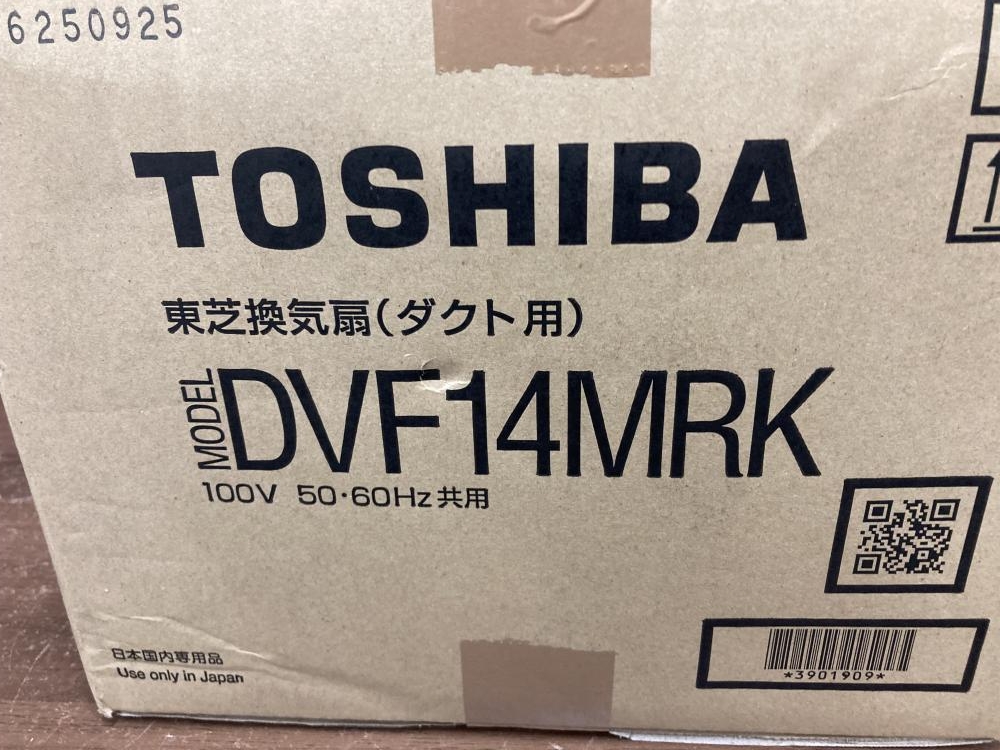 6250925
TOSHIBA
東芝換気扇(ダクト用)
MODEL DVF14MRK
100V 50・60Hz共用
*3901909*
日本国内専用品
Use only in Japan